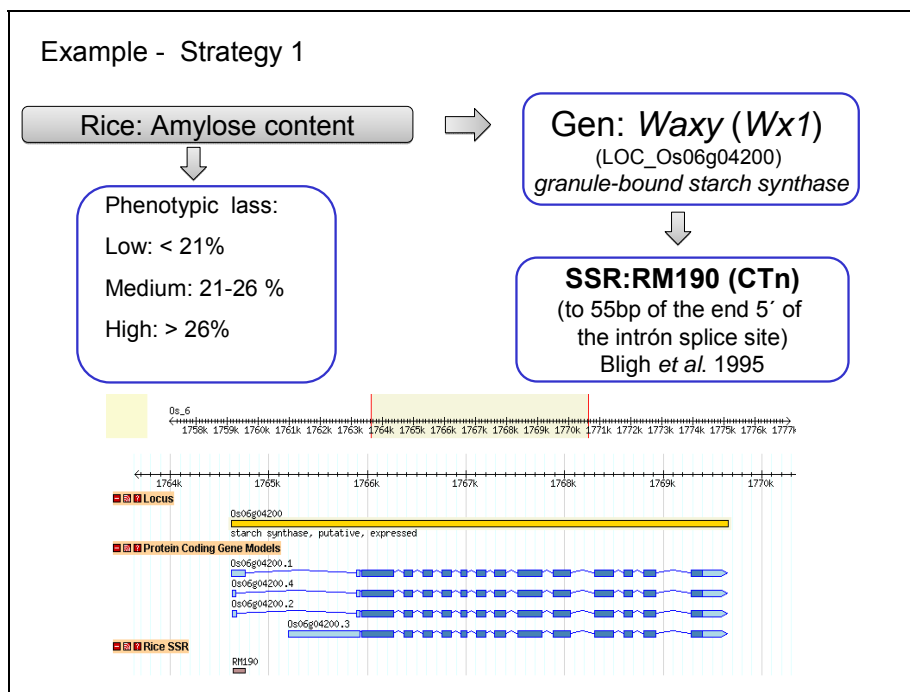 Example -  Strategy 1
Rice: Amylose content
Gen: Waxy (Wx1)
(LOC_Os06g04200)
granule-bound starch synthase
Phenotypic lass:
Low: < 21%
Medium: 21-26 %
High: > 26%
SSR:RM190 (CTn)
(to 55bp of the end 5´ of
the intrón splice site)
Bligh et al. 1995
Os_6
1758k 1759k 1760k 1761k 1762k 1763k 1764k 1765k 1766k 1767k 1768k 1769k 1770k 1771k 1772k 1773k 1774k 1775k 1776k 1777k
1764k 1765k 1766k 1767k 1768k 1769k 1770k
Locus
Os06g04200
starch synthase, putative, expressed
Protein Coding Gene Models
Os06g04200.1
Os06g04200.4
Os06g04200.2
Os06g04200.3
Rice SSR
RM190